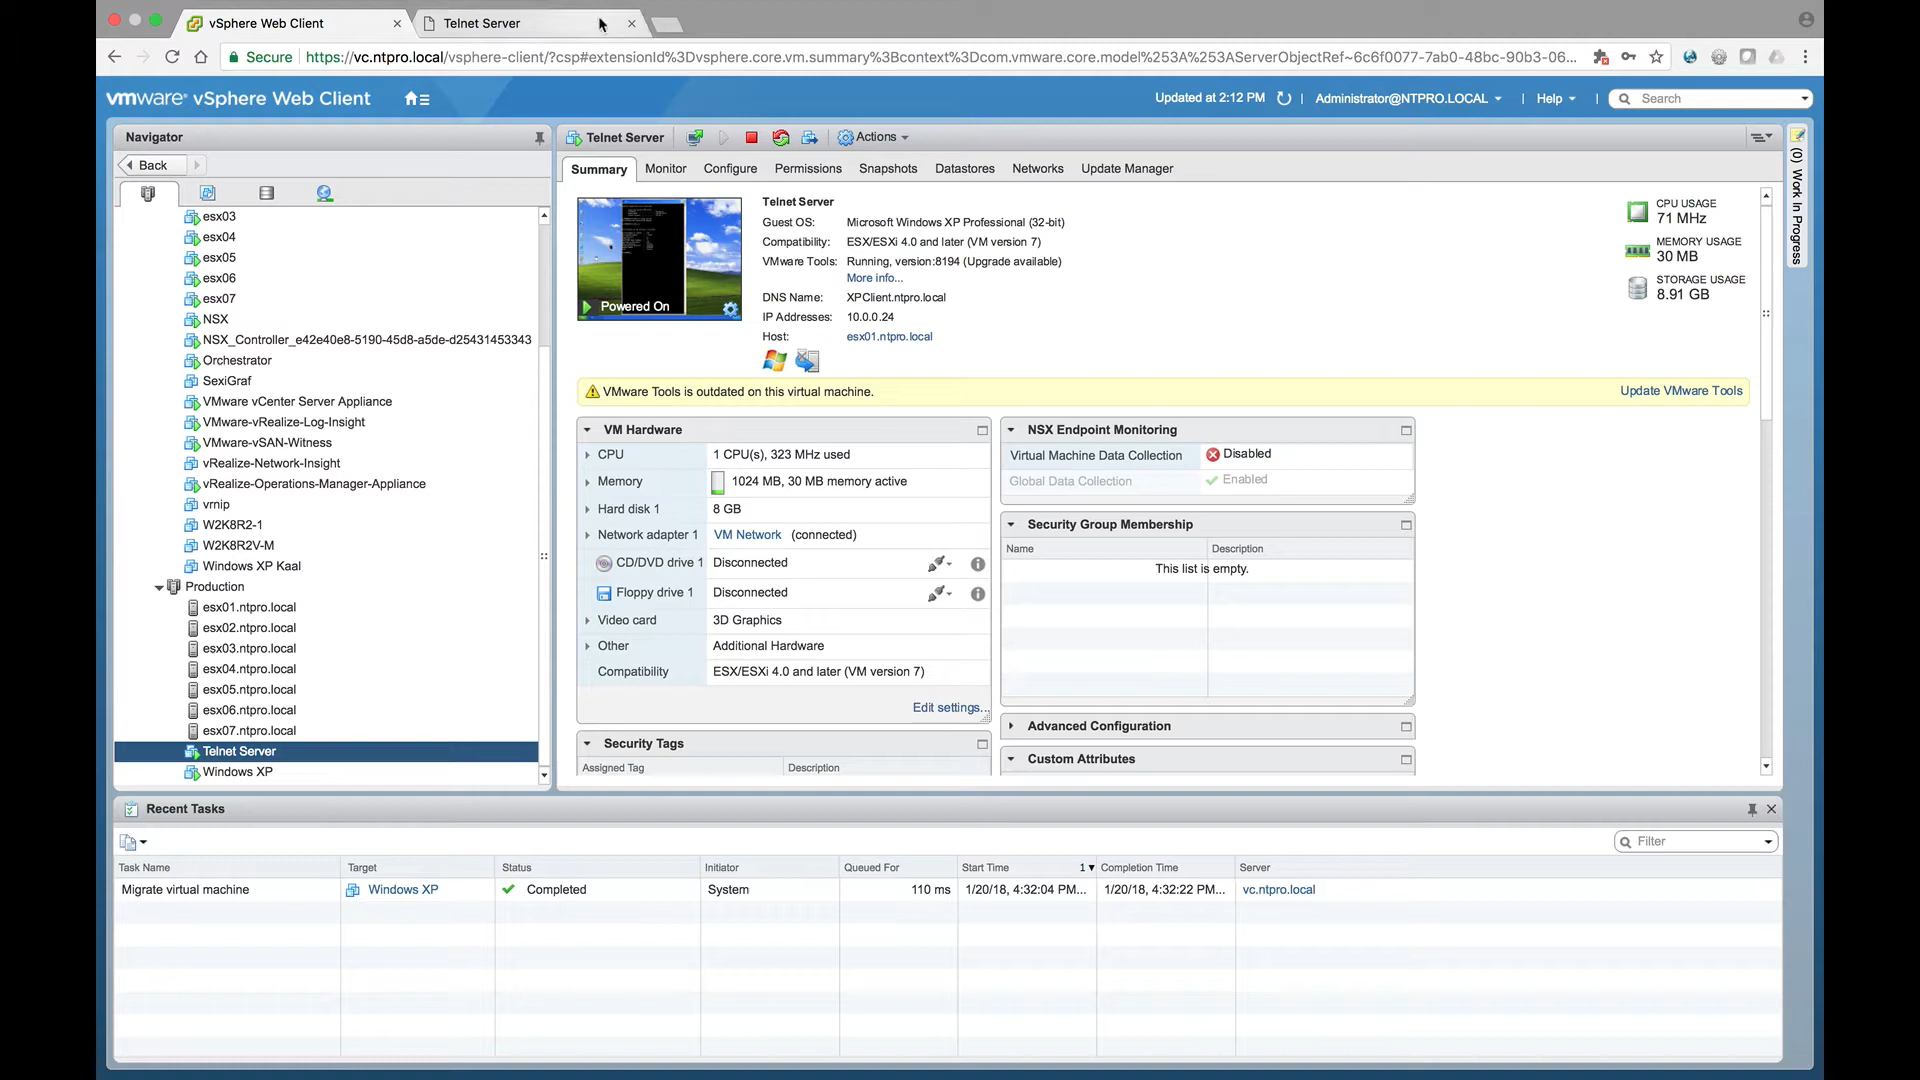 vSphere Web Client
Telnet Server
Secure https://vc.ntpro.local/vsphere-client/?csp#extensionId%3Dvsphere.core.vm.summary%3Bcontext%3Dcom.vmware.core.model%253A%253AServerObjectRef~6c6f0077-7ab0-48bc-90b3-06...
vmware® vSphere Web Client
Updated at 2:12 PM
Administrator@NTPRO.LOCAL
Help
Search
Navigator
Back
esx03
esx04
esx05
esx06
esx07
NSX
NSX_Controller_e42e40e8-5190-45d8-a5de-d25431453343
Orchestrator
SexiGraf
VMware vCenter Server Appliance
VMware-vRealize-Log-Insight
VMware-vSAN-Witness
vRealize-Network-Insight
vRealize-Operations-Manager-Appliance
vrnip
W2K8R2-1
W2K8R2V-M
Windows XP Kaal
Production
esx01.ntpro.local
esx02.ntpro.local
esx03.ntpro.local
esx04.ntpro.local
esx05.ntpro.local
esx06.ntpro.local
esx07.ntpro.local
Telnet Server
Windows XP
Telnet Server
Actions
Summary Monitor Configure Permissions Snapshots Datastores Networks Update Manager
Powered On
Telnet Server
Guest OS: Microsoft Windows XP Professional (32-bit)
Compatibility: ESX/ESXi 4.0 and later (VM version 7)
VMware Tools: Running, version:8194 (Upgrade available)
More info...
DNS Name: XPClient.ntpro.local
IP Addresses: 10.0.0.24
Host: esx01.ntpro.local
CPU USAGE
71 MHz
MEMORY USAGE
30 MB
STORAGE USAGE
8.91 GB
(0) Work In Progress
VMware Tools is outdated on this virtual machine.
Update VMware Tools
VM Hardware
CPU 1 CPU(s), 323 MHz used
Memory 1024 MB, 30 MB memory active
Hard disk 1 8 GB
Network adapter 1 VM Network (connected)
CD/DVD drive 1 Disconnected
Floppy drive 1 Disconnected
Video card 3D Graphics
Other Additional Hardware
Compatibility ESX/ESXi 4.0 and later (VM version 7)
Edit settings...
Security Tags
Assigned Tag Description
NSX Endpoint Monitoring
Virtual Machine Data Collection Disabled
Global Data Collection Enabled
Security Group Membership
Name Description
This list is empty.
Advanced Configuration
Custom Attributes
Recent Tasks
Filter
Task Name Target Status Initiator Queued For Start Time 1 Completion Time Server
Migrate virtual machine Windows XP Completed System 110 ms 1/20/18, 4:32:04 PM... 1/20/18, 4:32:22 PM... vc.ntpro.local